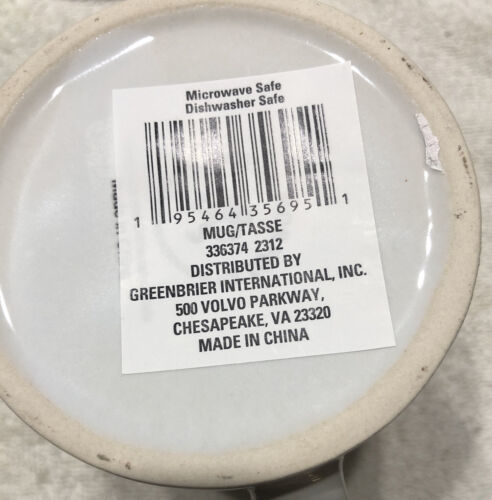 Microwave Safe
Dishwasher Safe
1 95464 35695 1
MUG/TASSE
336374 2312
DISTRIBUTED BY
GREENBRIER INTERNATIONAL, INC.
500 VOLVO PARKWAY,
CHESAPEAKE, VA 23320
MADE IN CHINA